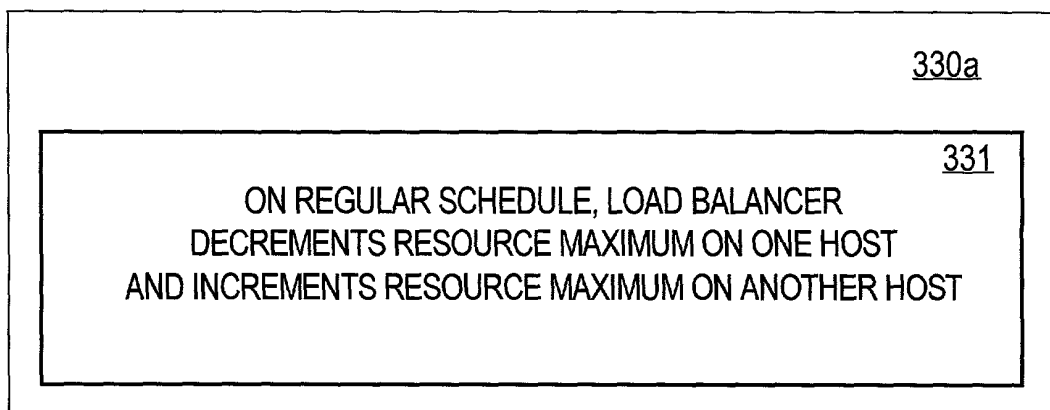 330a
331
ON REGULAR SCHEDULE, LOAD BALANCER
DECREMENTS RESOURCE MAXIMUM ON ONE HOST
AND INCREMENTS RESOURCE MAXIMUM ON ANOTHER HOST